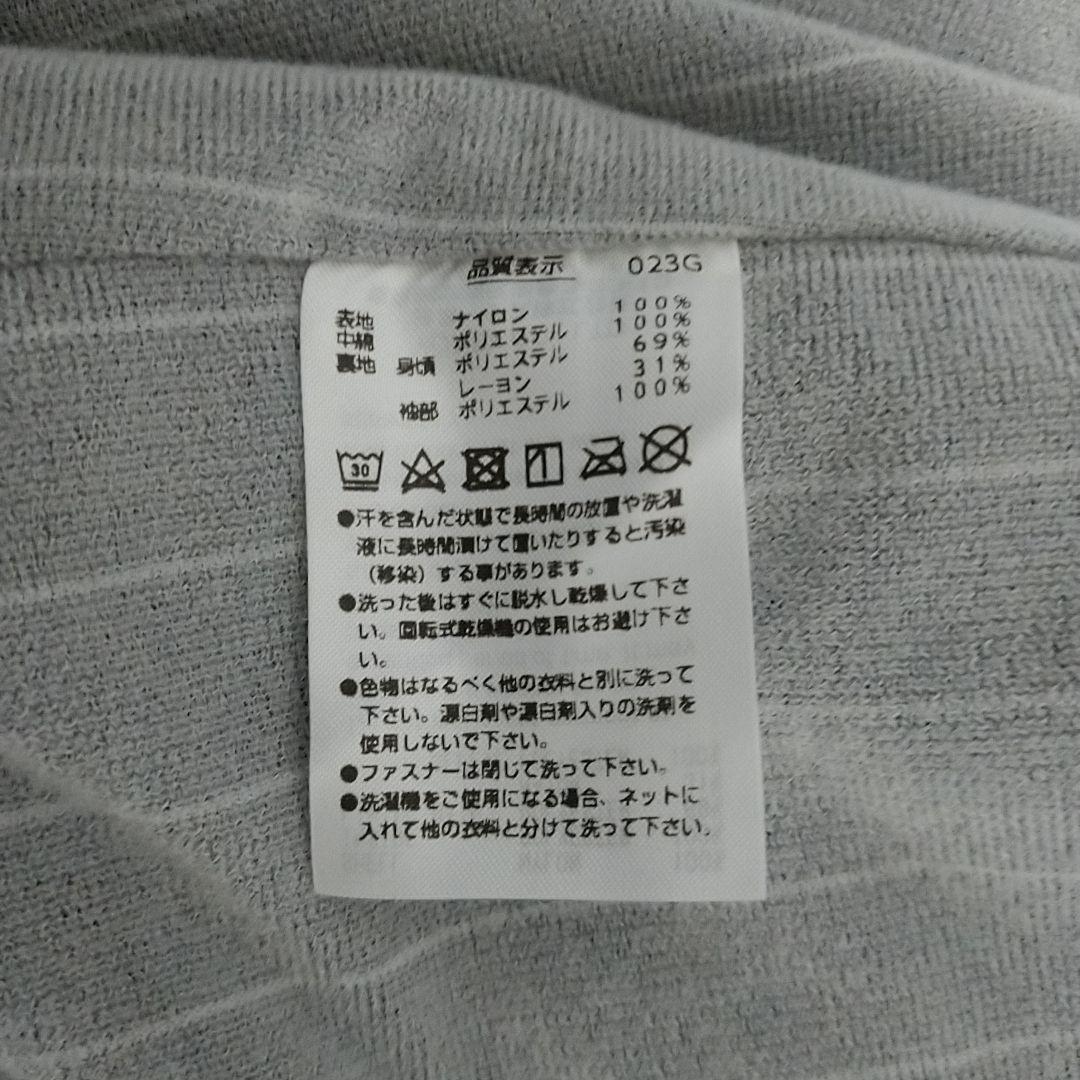 品質表示 023G
表地 ナイロン 100%
中綿 ポリエステル 100%
裏地 身頃 ポリエステル 69%
レーヨン 31%
袖部 ポリエステル 100%
30
●汗を含んだ状態で長時間の放置や洗濯
液に長時間漬けて置いたりすると汚染
(移染)する事があります。
●洗った後はすぐに脱水し乾燥して下さ
い。回転式乾燥機の使用はお避け下さ
い。
●色物はなるべく他の衣料と別に洗って
下さい。漂白剤や漂白剤入りの洗剤を
使用しないで下さい。
●ファスナーは閉じて洗って下さい。
●洗濯機をご使用になる場合、ネットに
入れて他の衣料と分けて洗って下さい。